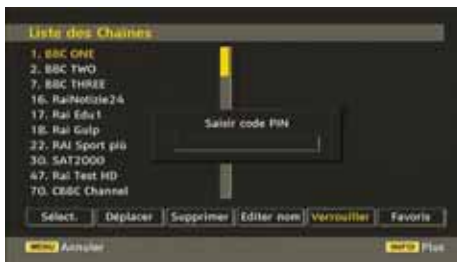 Liste des Chaines
1. BBC ONE
2. BBC TWO
7. BBC THREE
16. RaiNotizie24
17. Rai Edu1
18. Rai Gulp
22. RAI Sport più
30. SAT2000
47. Rai Test HD
70. CBBC Channel
Saisir code PIN
Sélect. Déplacer Supprimer Editer nom Verrouiller Favoris
MENU Annuler
Plus